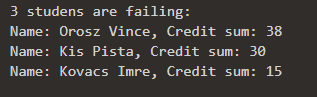 3 studens are failing:
Name: Orosz Vince, Credit sum: 38
Name: Kis Pista, Credit sum: 30
Name: Kovacs Imre, Credit sum: 15